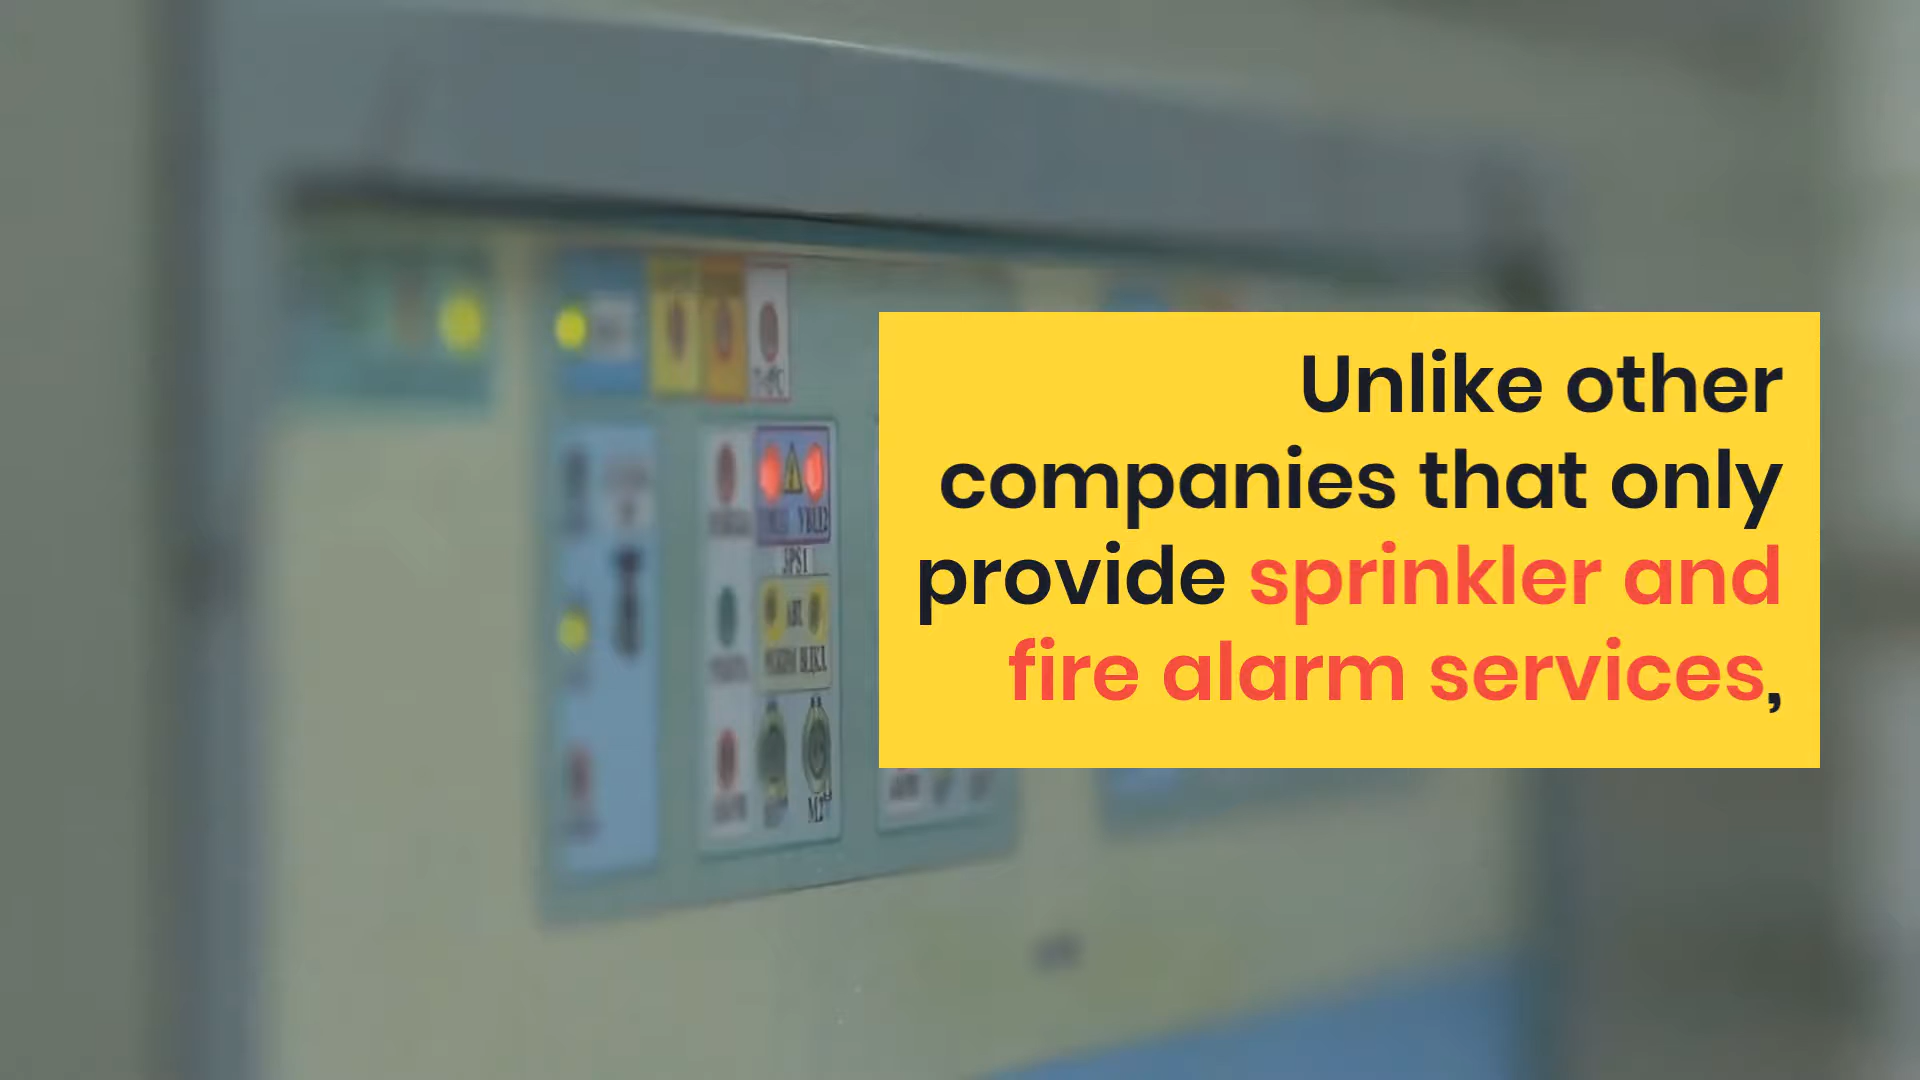 Unlike other
companies that only
provide sprinkler and
fire alarm services,